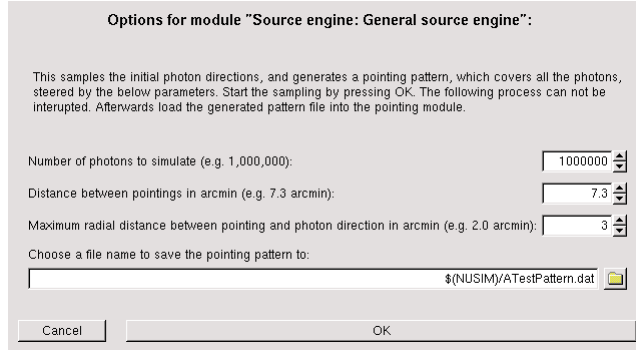 Options for module "Source engine: General source engine":
This samples the initial photon directions, and generates a pointing pattern, which covers all the photons,
steered by the below parameters. Start the sampling by pressing OK. The following process can not be
interupted. Afterwards load the generated pattern file into the pointing module.
Number of photons to simulate (e.g. 1,000,000): 1000000
Distance between pointings in arcmin (e.g. 7.3 arcmin): 7.3
Maximum radial distance between pointing and photon direction in arcmin (e.g. 2.0 arcmin): 3
Choose a file name to save the pointing pattern to:
$(NUSIM)/ATestPattern.dat
Cancel OK